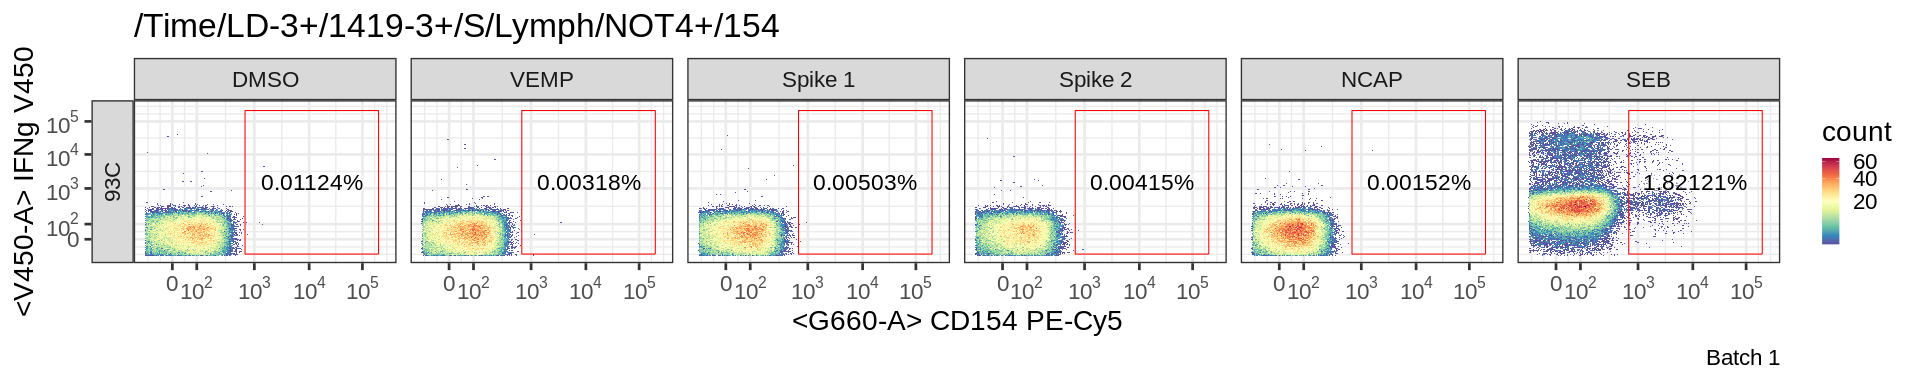 /Time/LD-3+/1419-3+/S/Lymph/NOT4+/154
DMSO VEMP Spike 1 Spike 2 NCAP SEB
<V450-A> IFNg V450
93C
10^5
10^4
10^3
10^2
0
0.01124% 0.00318% 0.00503% 0.00415% 0.00152% 1.82121%
count
60
40
20
0 10^2 10^3 10^4 10^5 0 10^2 10^3 10^4 10^5 0 10^2 10^3 10^4 10^5 0 10^2 10^3 10^4 10^5 0 10^2 10^3 10^4 10^5 0 10^2 10^3 10^4 10^5
<G660-A> CD154 PE-Cy5
Batch 1